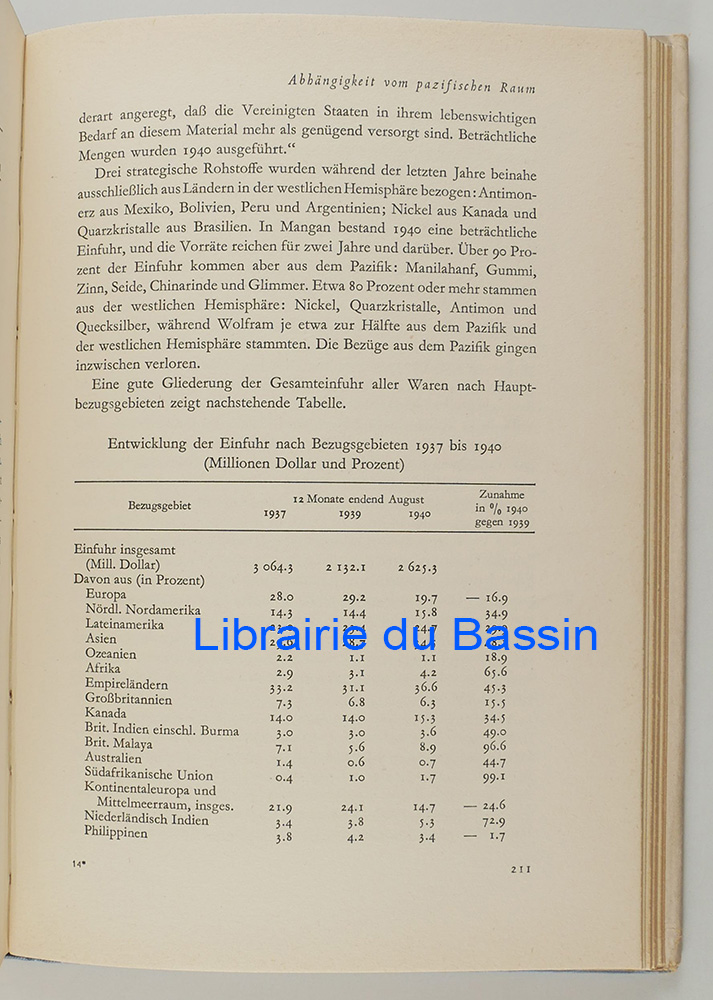 Abhängigkeit vom pazifischen Raum
derart angeregt, daß die Vereinigten Staaten in ihrem lebenswichtigen
Bedarf an diesem Material mehr als genügend versorgt sind. Beträchtliche
Mengen wurden 1940 ausgeführt.“
Drei strategische Rohstoffe wurden während der letzten Jahre beinahe
ausschließlich aus Ländern in der westlichen Hemisphäre bezogen: Antimon-
erz aus Mexiko, Bolivien, Peru und Argentinien; Nickel aus Kanada und
Quarzkristalle aus Brasilien. In Mangan bestand 1940 eine beträchtliche
Einfuhr, und die Vorräte reichen für zwei Jahre und darüber. Über 90 Pro-
zent der Einfuhr kommen aber aus dem Pazifik: Manilahanf, Gummi,
Zinn, Seide, Chinarinde und Glimmer. Etwa 80 Prozent oder mehr stammen
aus der westlichen Hemisphäre: Nickel, Quarzkristalle, Antimon und
Quecksilber, während Wolfram je etwa zur Hälfte aus dem Pazifik und
der westlichen Hemisphäre stammten. Die Bezüge aus dem Pazifik gingen
inzwischen verloren.
Eine gute Gliederung der Gesamteinfuhr aller Waren nach Haupt-
bezugsgebieten zeigt nachstehende Tabelle.
Entwicklung der Einfuhr nach Bezugsgebieten 1937 bis 1940
(Millionen Dollar und Prozent)
Bezugsgebiet 12 Monate endend August Zunahme
1937 1939 1940 in % 1940
gegen 1939
Einfuhr insgesamt
(Mill. Dollar) 3 064.3 2 132.1 2 625.3
Davon aus (in Prozent)
Europa 28.0 29.2 19.7 — 16.9
Nördl. Nordamerika 14.3 14.4 15.8 34.9
Lateinamerika
Asien
Librairie du Bassin
Ozeanien 2.2 1.1 1.1 18.9
Afrika 2.9 3.1 4.2 65.6
Empireländern 33.2 31.1 36.6 45.3
Großbritannien 7.3 6.8 6.3 15.5
Kanada 14.0 14.0 15.3 34.5
Brit. Indien einschl. Burma 3.0 3.0 3.6 49.0
Brit. Malaya 7.1 5.6 8.9 96.6
Australien 1.4 0.6 0.7 44.7
Südafrikanische Union 0.4 1.0 1.7 99.1
Kontinentaleuropa und
Mittelmeerraum, insges. 21.9 24.1 14.7 — 24.6
Niederländisch Indien 3.4 3.8 5.3 72.9
Philippinen 3.8 4.2 3.4 — 1.7
14*
211